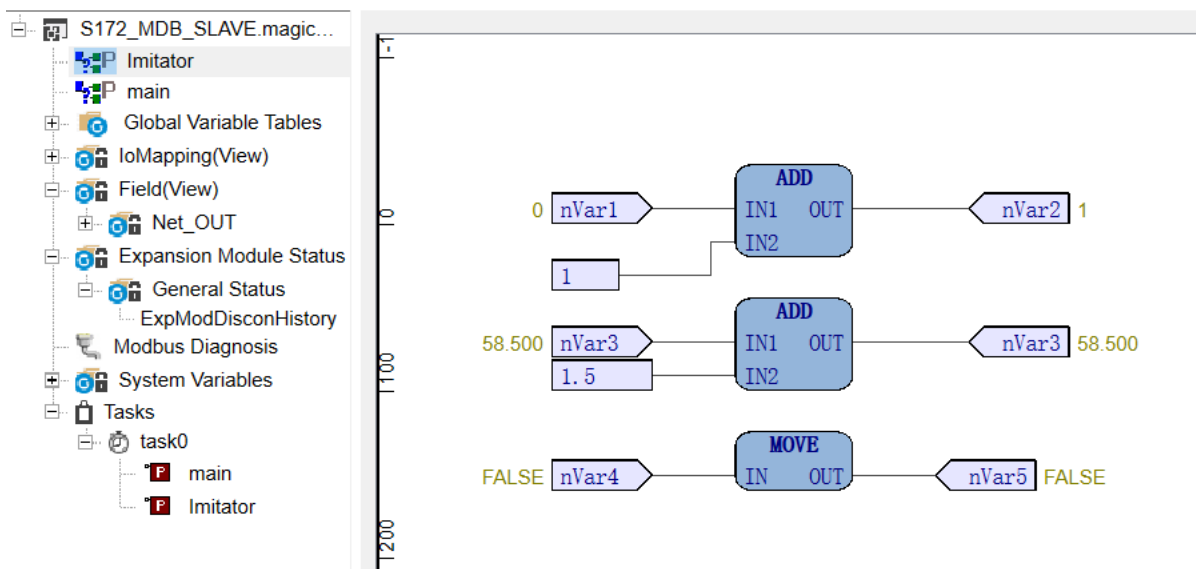 S172_MDB_SLAVE.magic...
Imitator
main
Global Variable Tables
IoMapping(View)
Field(View)
Net_OUT
Expansion Module Status
General Status
ExpModDisconHistory
Modbus Diagnosis
System Variables
Tasks
task0
main
Imitator
-1
0
100
200
ADD
0 nVar1 IN1 OUT nVar2 1
IN2
1
ADD
58.500 nVar3 IN1 OUT nVar3 58.500
1.5 IN2
MOVE
FALSE nVar4 IN OUT nVar5 FALSE